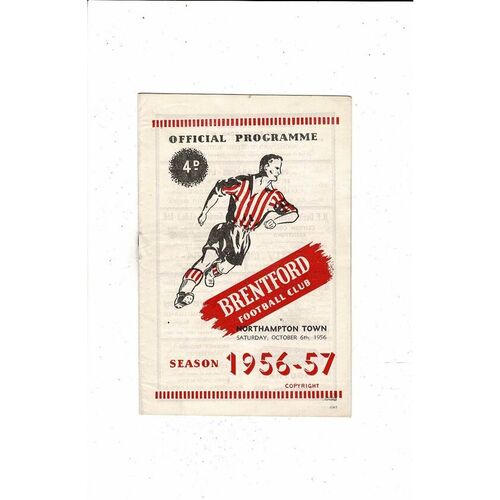 OFFICIAL PROGRAMME
4D
BRENTFORD
FOOTBALL CLUB
v.
NORTHAMPTON TOWN
SATURDAY, OCTOBER 6th, 1956
SEASON 1956-57
COPYRIGHT